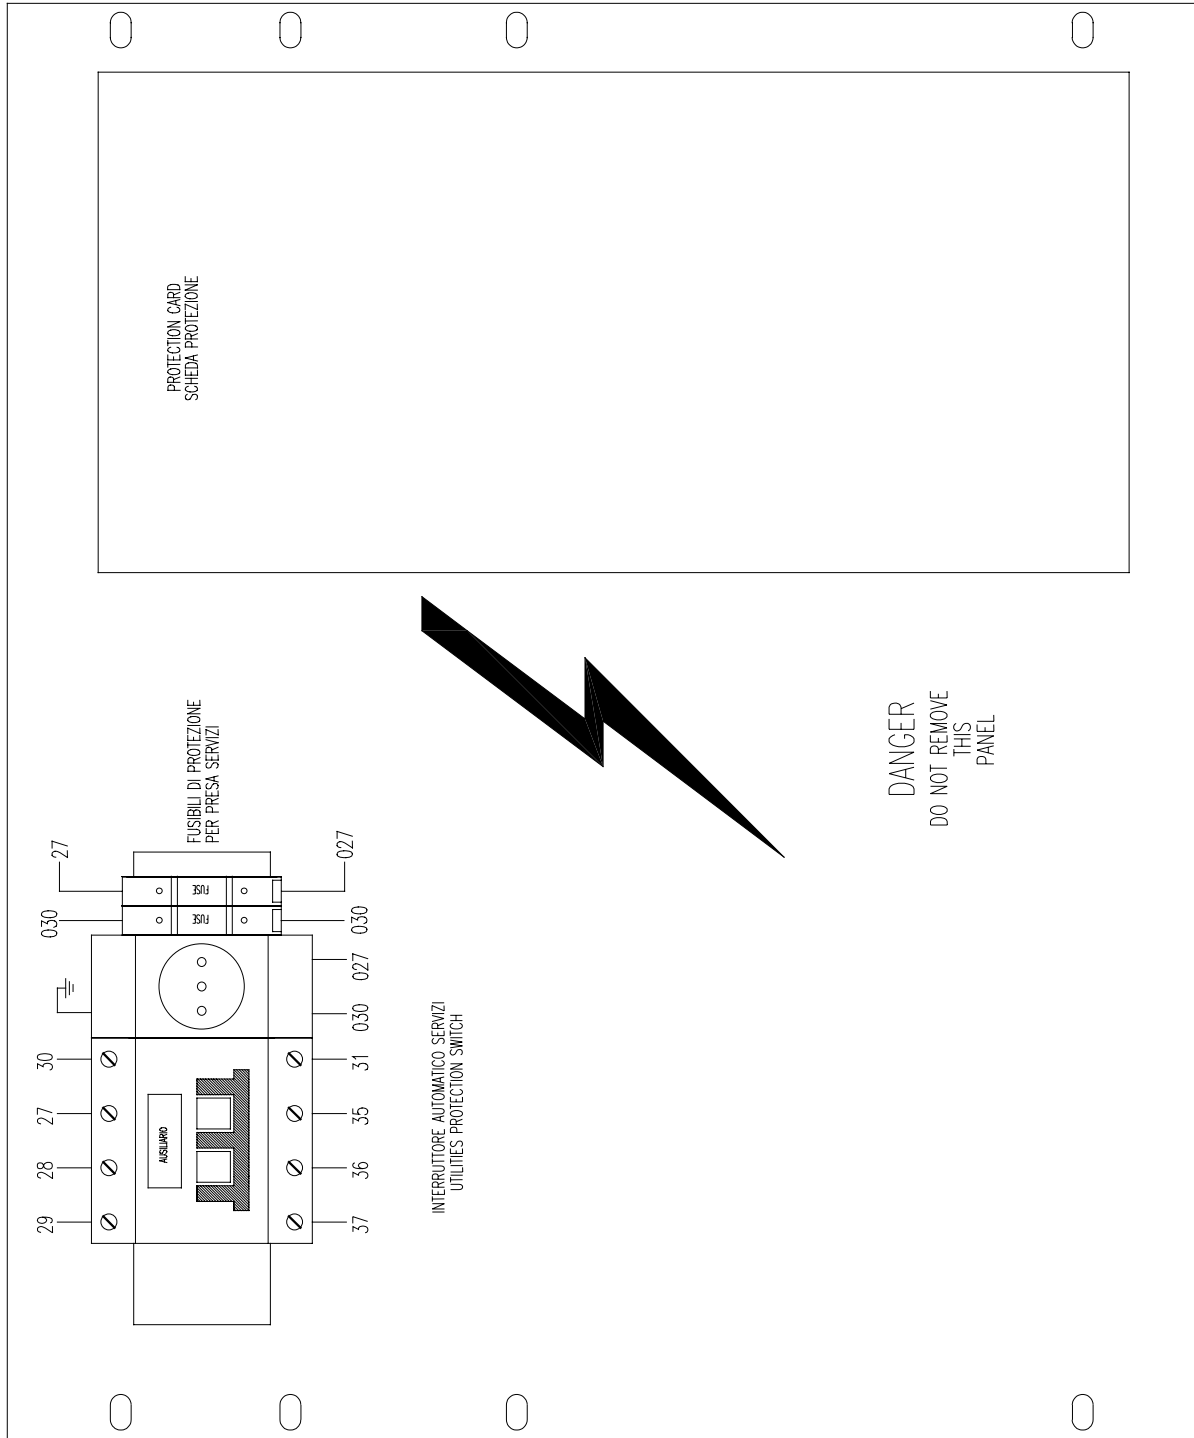 29
28
27
30
030
27
AUSILIARIO
FUSE
FUSE
FUSIBILI DI PROTEZIONE
PER PRESA SERVIZI
37
36
35
31
030
027
030
027
INTERRUTTORE AUTOMATICO SERVIZI
UTILITIES PROTECTION SWITCH
PROTECTION CARD
SCHEDA PROTEZIONE
DANGER
DO NOT REMOVE
THIS
PANEL